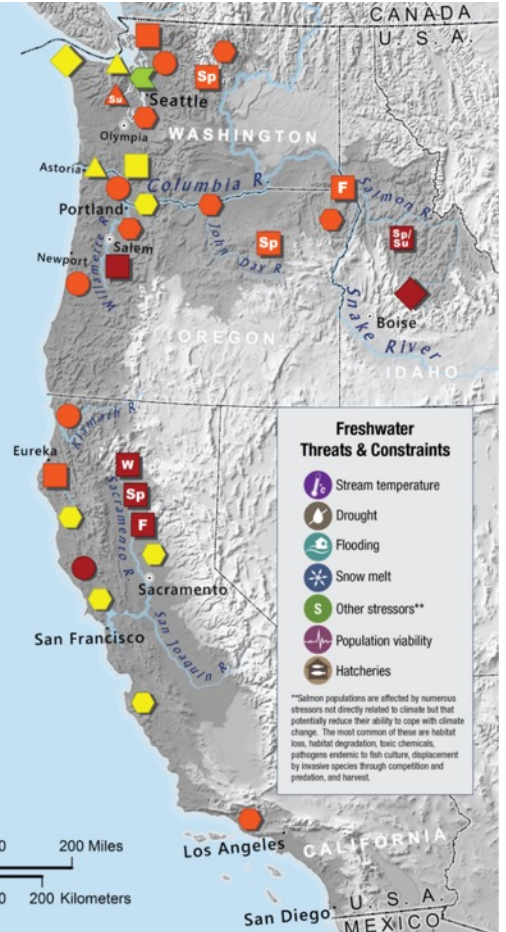 CANADA
U. S. A.
Sp
Su
Seattle
Olympia
WASHINGTON
Astoria
Columbia R.
F
Salmon R.
Portland
Sp/
Su
Salem
Sp
John Day R.
Newport
Willamette R.
Snake River
Boise
OREGON
IDAHO
Klamath R.
Eureka
W
Sp
F
Sacramento R.
Sacramento
San Francisco
San Joaquin R.
Freshwater
Threats & Constraints
Stream temperature
Drought
Flooding
Snow melt
S
Other stressors**
Population viability
Hatcheries
**Salmon populations are affected by numerous
stressors not directly related to climate but that
potentially reduce their ability to cope with climate
change. The most common of these are habitat
loss, habitat degradation, toxic chemicals,
pathogens endemic to fish culture, displacement
by invasive species through competition and
predation, and harvest.
Los Angeles
CALIFORNIA
0 200 Miles
0 200 Kilometers
San Diego
U. S. A.
MEXICO